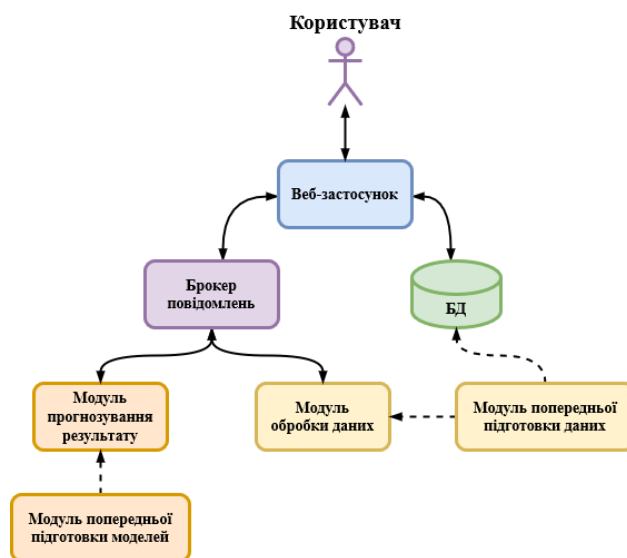 Користувач
Веб-застосунок
Брокер
повідомлень
БД
Модуль
прогнозування
результату
Модуль
обробки даних
Модуль попередньої
підготовки даних
Модуль попередньої
підготовки моделей